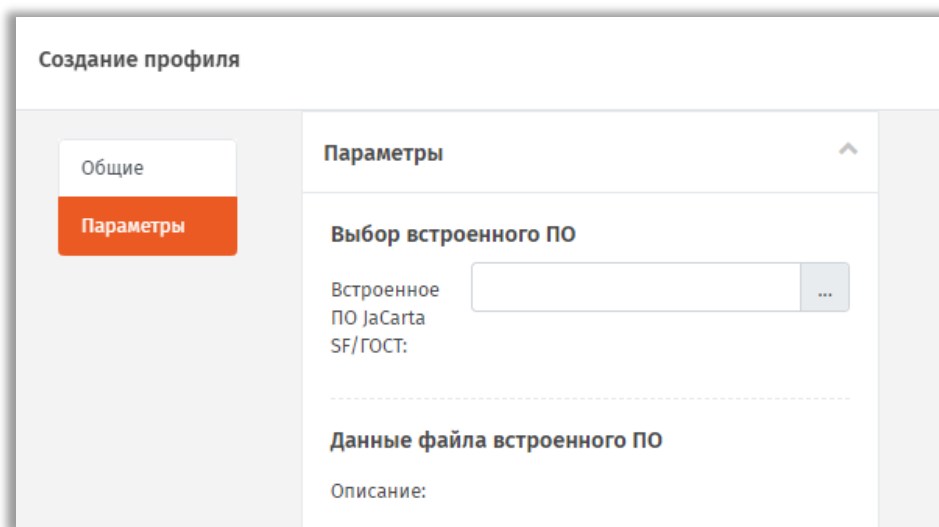 Создание профиля
Общие
Параметры
Параметры
Выбор встроенного ПО
Встроенное
ПО JaCarta
SF/ГОСТ:
...
Данные файла встроенного ПО
Описание: